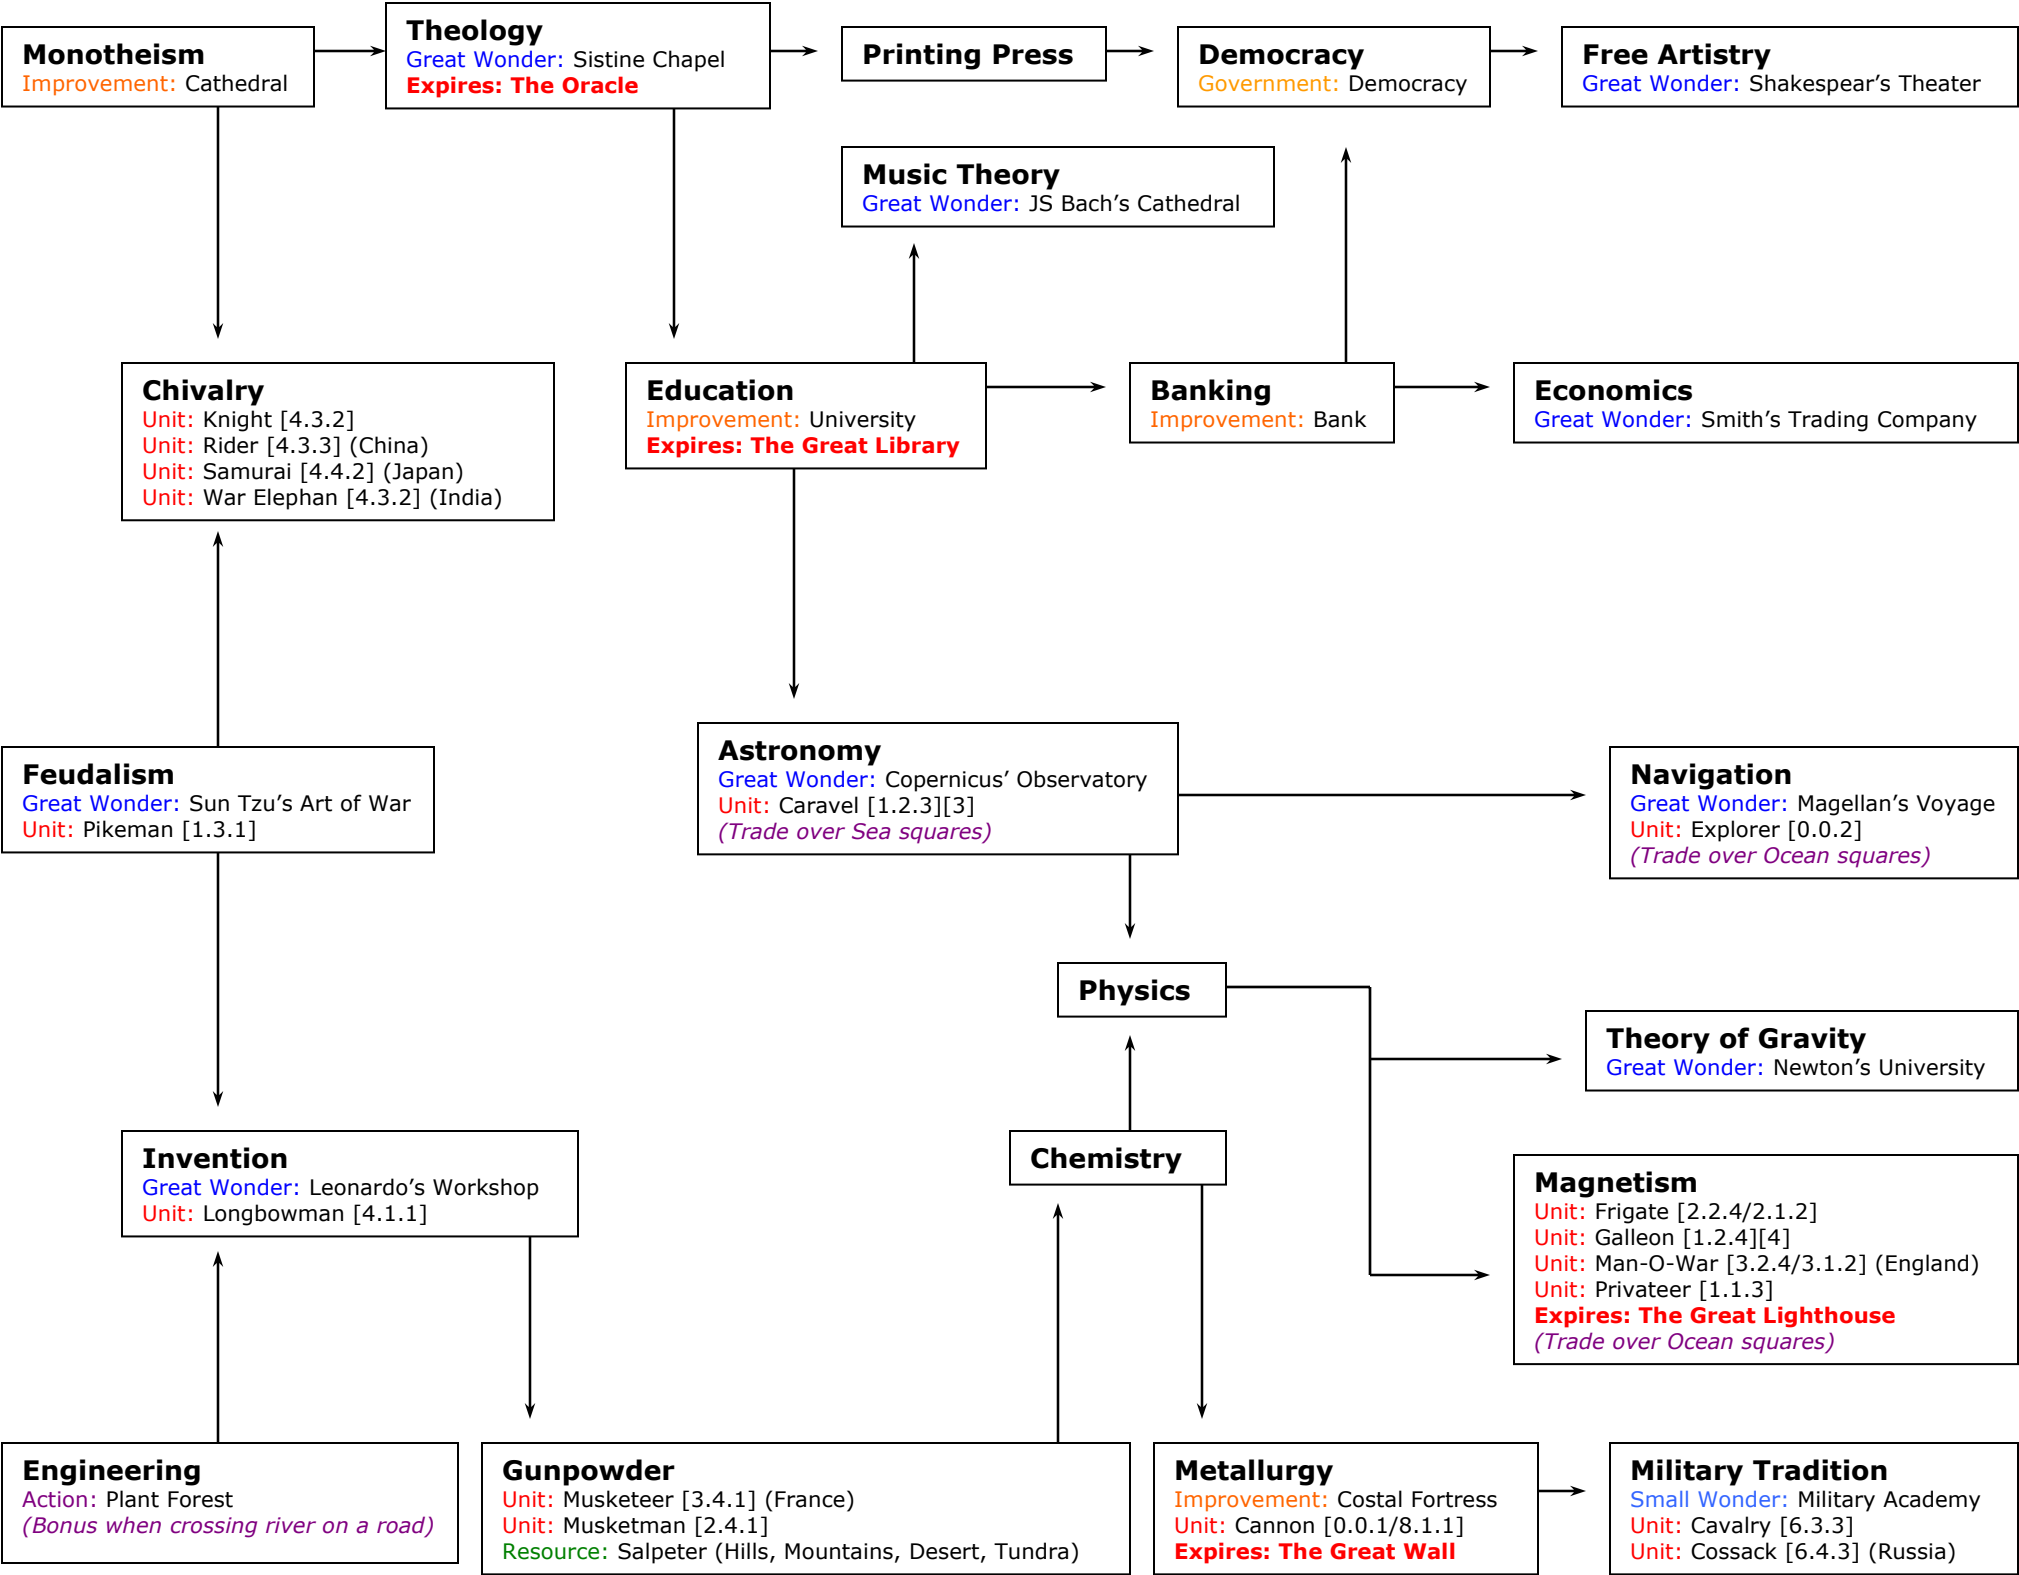 Monotheism
Improvement: Cathedral
Theology
Great Wonder: Sistine Chapel
Expires: The Oracle
Printing Press
Democracy
Government: Democracy
Free Artistry
Great Wonder: Shakespear’s Theater
Music Theory
Great Wonder: JS Bach’s Cathedral
Chivalry
Unit: Knight [4.3.2]
Unit: Rider [4.3.3] (China)
Unit: Samurai [4.4.2] (Japan)
Unit: War Elephan [4.3.2] (India)
Education
Improvement: University
Expires: The Great Library
Banking
Improvement: Bank
Economics
Great Wonder: Smith’s Trading Company
Feudalism
Great Wonder: Sun Tzu’s Art of War
Unit: Pikeman [1.3.1]
Astronomy
Great Wonder: Copernicus’ Observatory
Unit: Caravel [1.2.3][3]
(Trade over Sea squares)
Navigation
Great Wonder: Magellan’s Voyage
Unit: Explorer [0.0.2]
(Trade over Ocean squares)
Physics
Theory of Gravity
Great Wonder: Newton’s University
Invention
Great Wonder: Leonardo’s Workshop
Unit: Longbowman [4.1.1]
Chemistry
Magnetism
Unit: Frigate [2.2.4/2.1.2]
Unit: Galleon [1.2.4][4]
Unit: Man-O-War [3.2.4/3.1.2] (England)
Unit: Privateer [1.1.3]
Expires: The Great Lighthouse
(Trade over Ocean squares)
Engineering
Action: Plant Forest
(Bonus when crossing river on a road)
Gunpowder
Unit: Musketeer [3.4.1] (France)
Unit: Musketman [2.4.1]
Resource: Salpeter (Hills, Mountains, Desert, Tundra)
Metallurgy
Improvement: Costal Fortress
Unit: Cannon [0.0.1/8.1.1]
Expires: The Great Wall
Military Tradition
Small Wonder: Military Academy
Unit: Cavalry [6.3.3]
Unit: Cossack [6.4.3] (Russia)